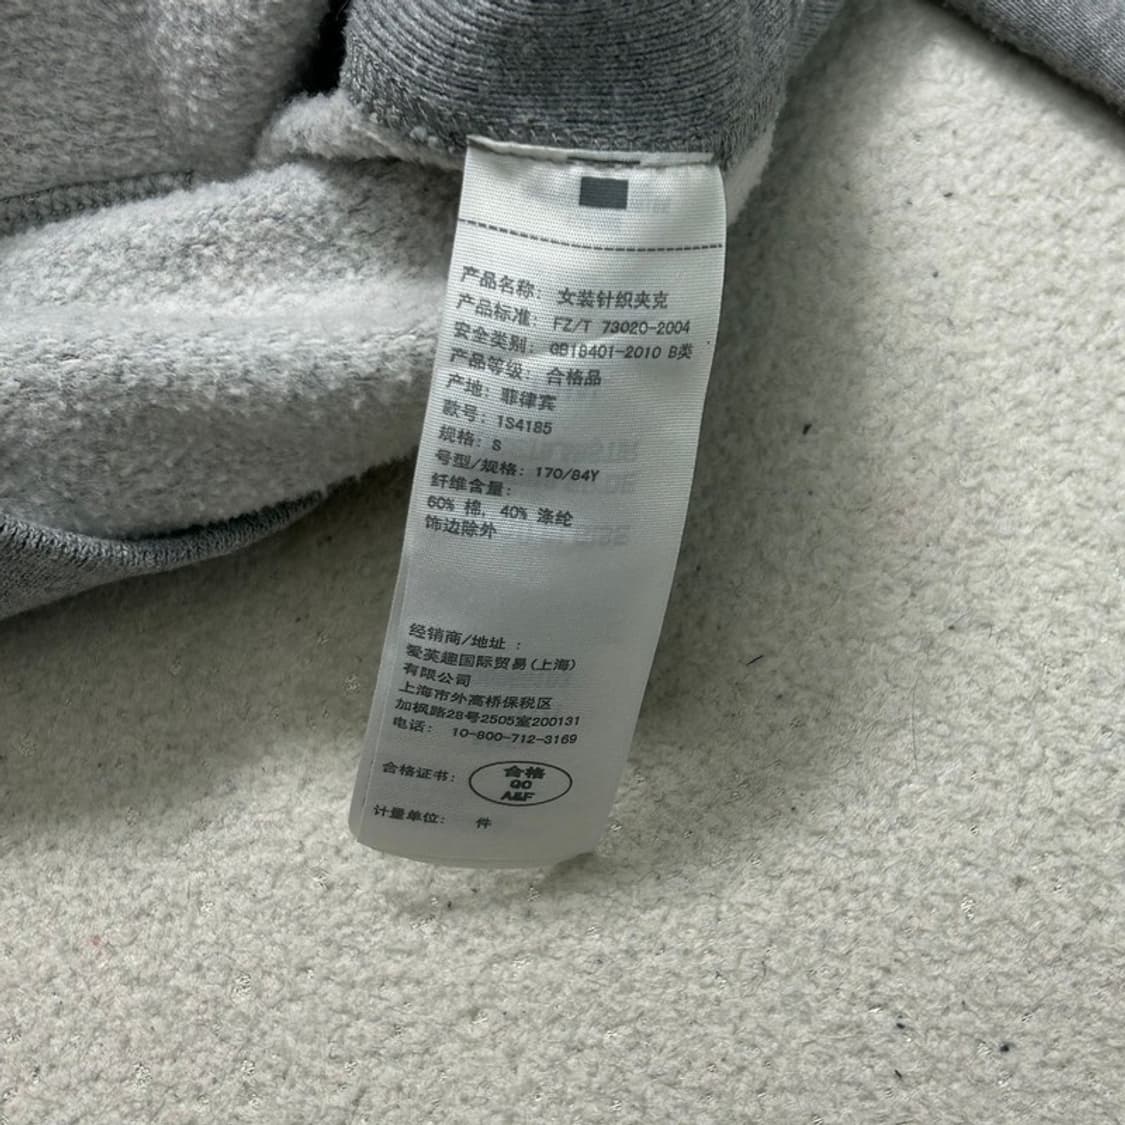 产品名称: 女装针织夹克
产品标准: FZ/T 73020-2004
安全类别: GB18401-2010 B类
产品等级: 合格品
产地: 菲律宾
款号: 1S4185
规格: S
号型/规格: 170/84Y
纤维含量:
60% 棉, 40% 涤纶
饰边除外
经销商/地址 :
爱英趣国际贸易(上海)
有限公司
上海市外高桥保税区
加枫路28号2505室200131
电话: 10-800-712-3169
合格证书: 合格
QO
A&F
计量单位: 件